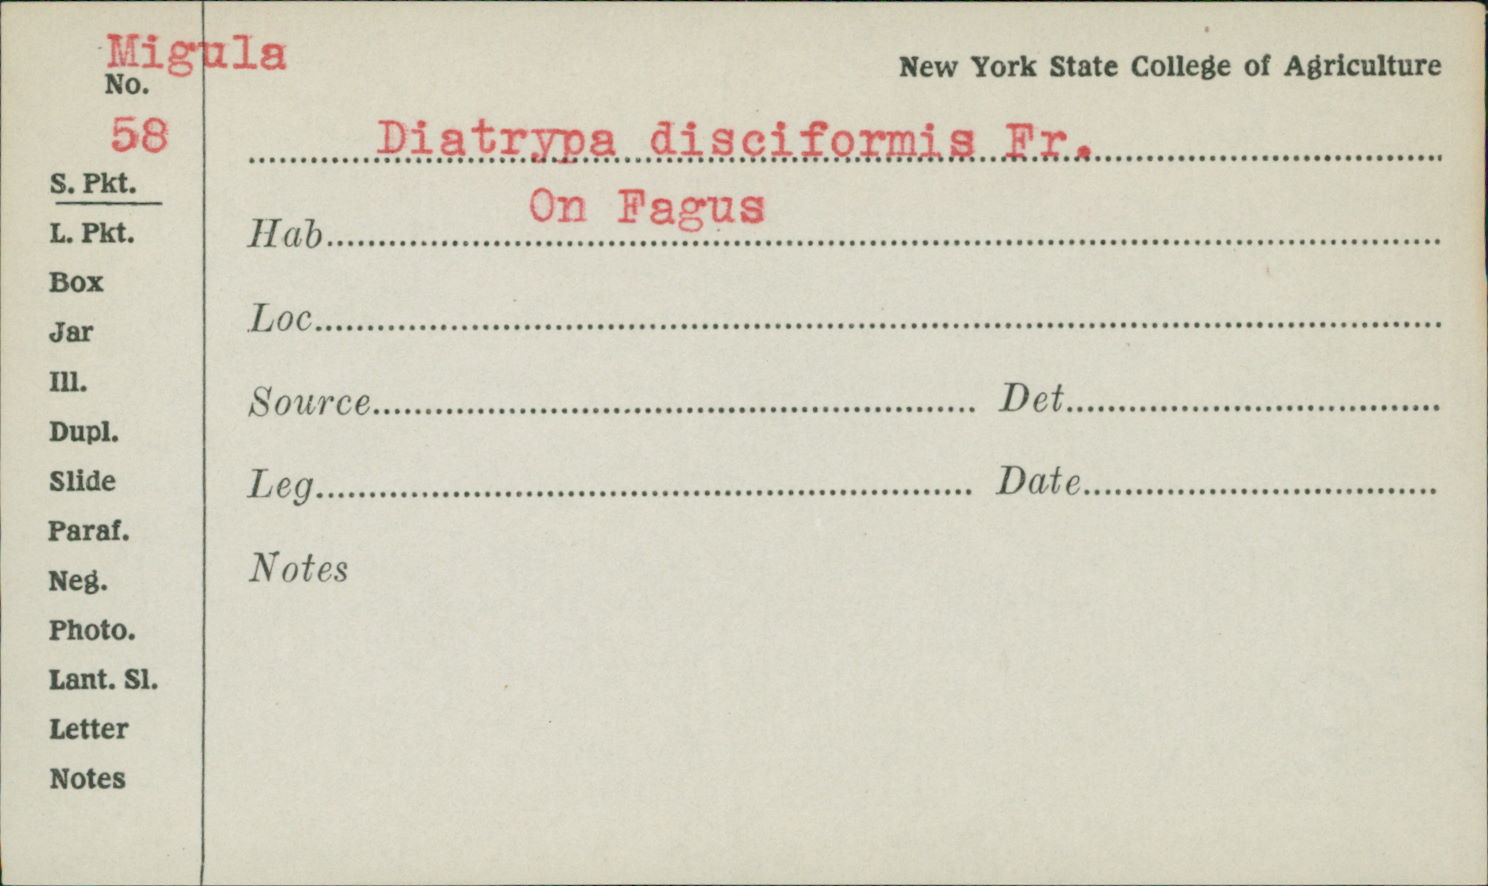 Migula
New York State College of Agriculture
No.
58
Diatrypa disciformis Fr.
S. Pkt.
On Fagus
L. Pkt.
Hab
Box
Loc
Jar
Ill.
Source Det
Dupl.
Slide
Leg Date
Paraf.
Notes
Neg.
Photo.
Lant. Sl.
Letter
Notes